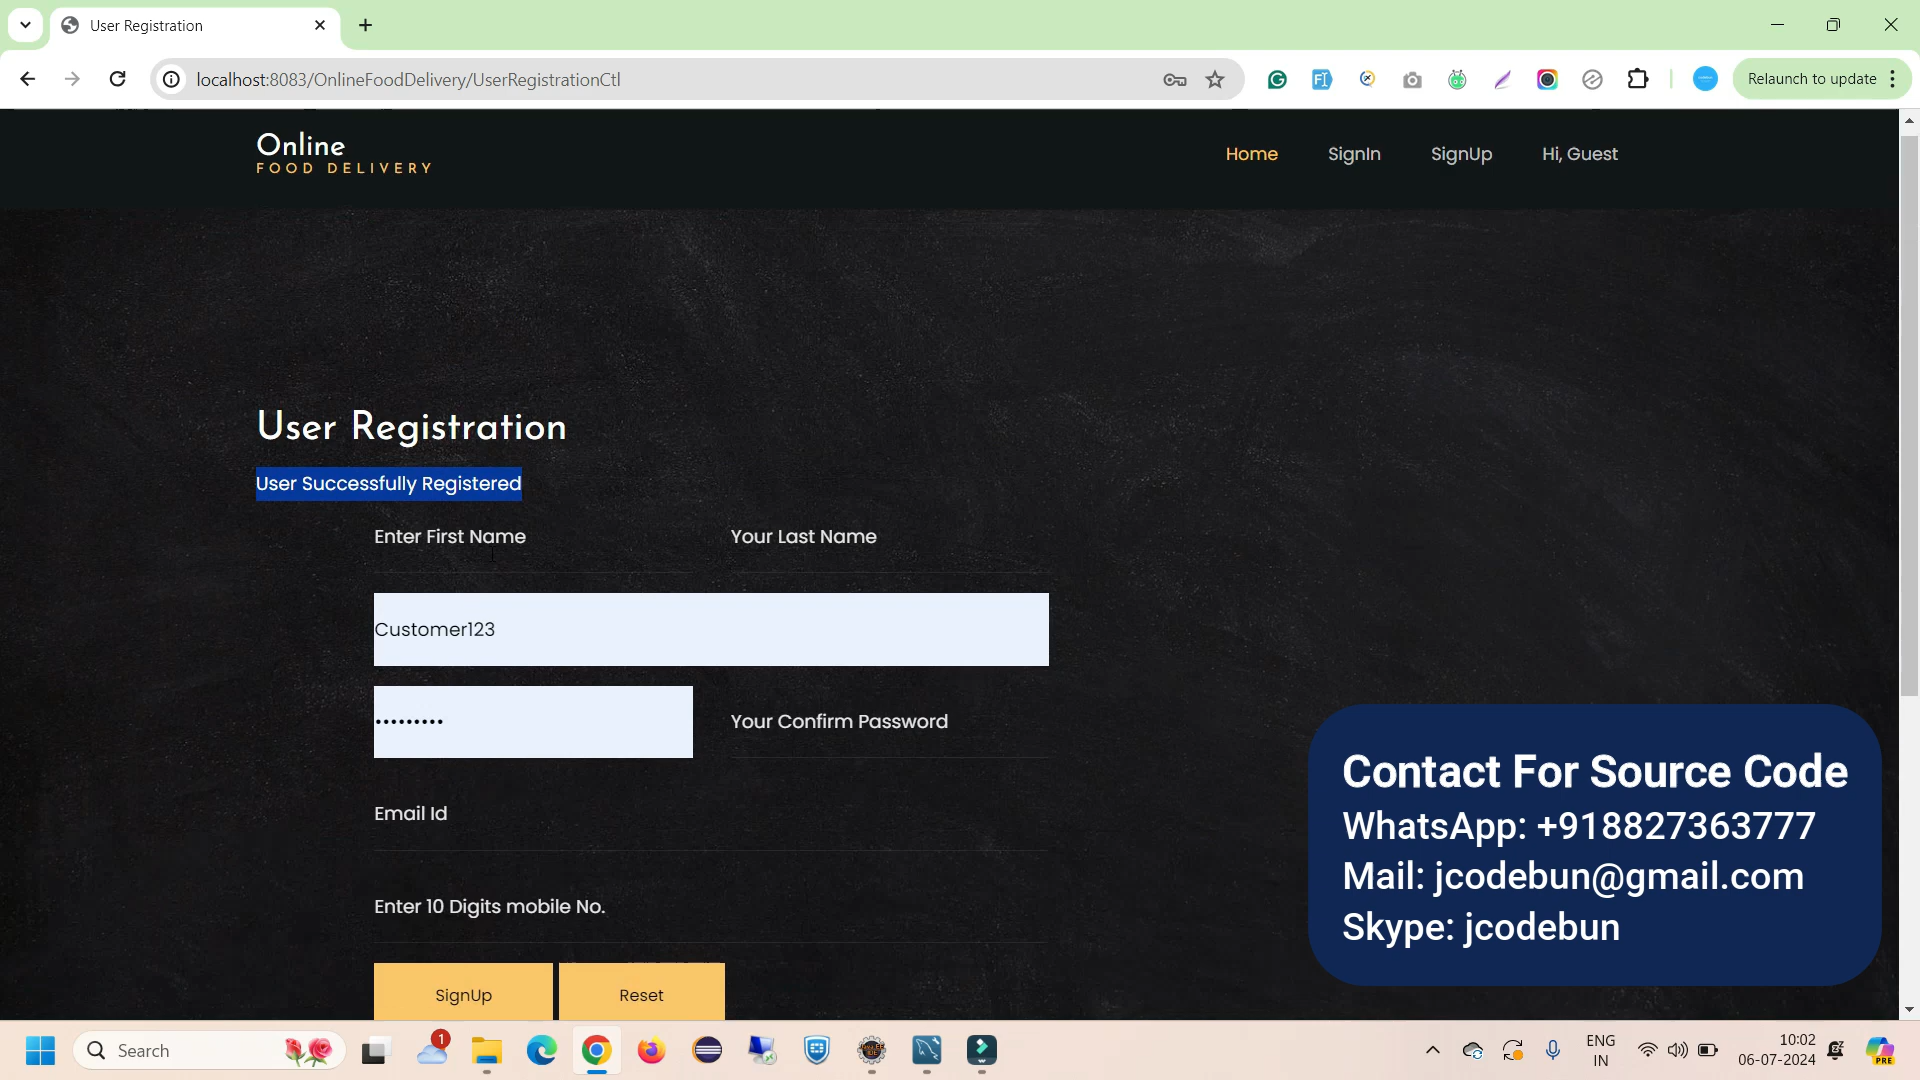 User Registration
localhost:8083/OnlineFoodDelivery/UserRegistrationCtl
Relaunch to update
Online
FOOD DELIVERY
Home
SignIn
SignUp
Hi, Guest
User Registration
User Successfully Registered
Enter First Name
Your Last Name
Customer123
•••••••••
Your Confirm Password
Email Id
Enter 10 Digits mobile No.
SignUp
Reset
Contact For Source Code
WhatsApp: +918827363777
Mail: jcodebun@gmail.com
Skype: jcodebun
Search
1
ENG
IN
10:02
06-07-2024
PRE